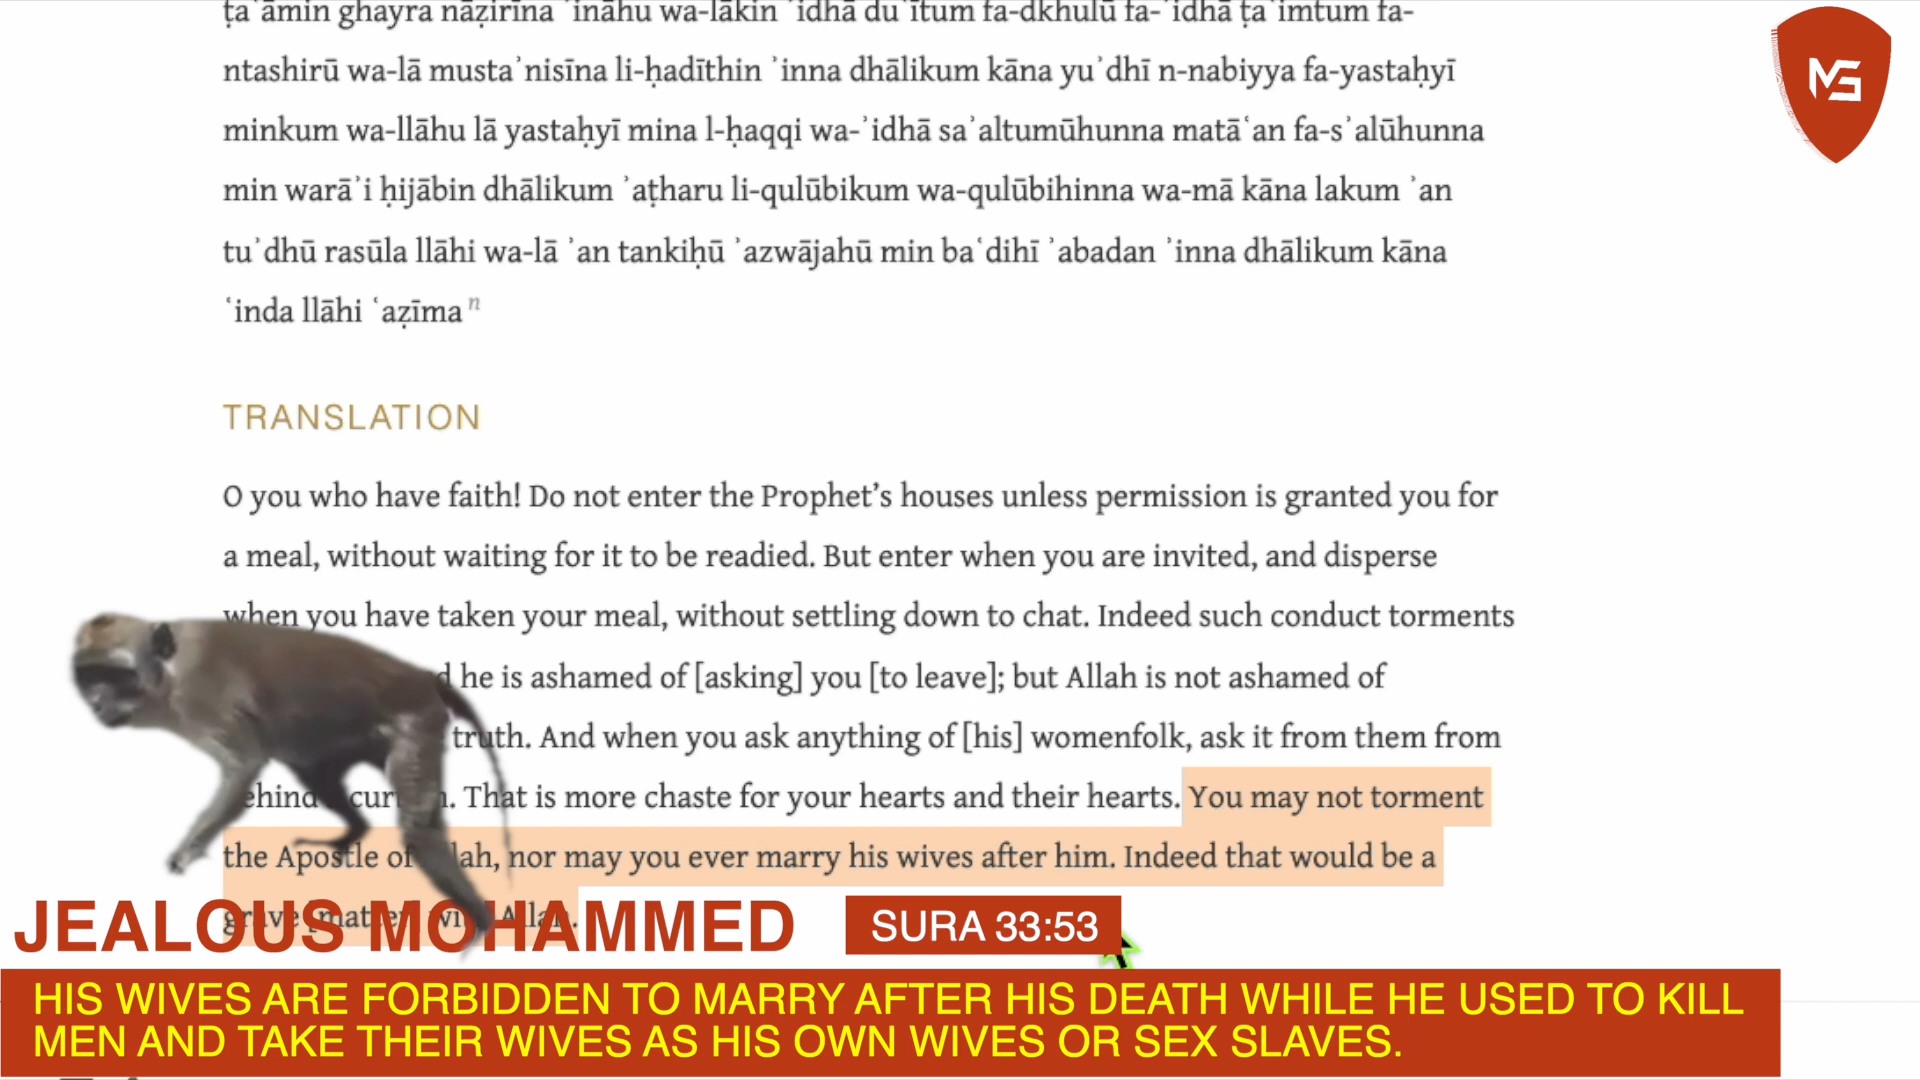 ṭaʿāmin ghayra nāẓirīna ʾināhu wa-lākin ʾidhā duʿītum fa-dkhulū fa-ʾidhā ṭaʿimtum fa-
ntashirū wa-lā mustaʾnisīna li-ḥadīthin ʾinna dhālikum kāna yuʾdhī n-nabiyya fa-yastaḥyī
minkum wa-llāhu lā yastaḥyī mina l-ḥaqqi wa-ʾidhā saʾaltumūhunna matāʿan fa-sʾalūhunna
min warāʾi ḥijābin dhālikum ʾaṭharu li-qulūbikum wa-qulūbihinna wa-mā kāna lakum ʾan
tuʾdhū rasūla llāhi wa-lā ʾan tankiḥū ʾazwājahū min baʿdihī ʾabadan ʾinna dhālikum kāna
ʿinda llāhi ʿaẓīma n
TRANSLATION
O you who have faith! Do not enter the Prophet’s houses unless permission is granted you for
a meal, without waiting for it to be readied. But enter when you are invited, and disperse
when you have taken your meal, without settling down to chat. Indeed such conduct torments
he is ashamed of [asking] you [to leave]; but Allah is not ashamed of
truth. And when you ask anything of [his] womenfolk, ask it from them from
behind. That is more chaste for your hearts and their hearts. You may not torment
the Apostle of Allah, nor may you ever marry his wives after him. Indeed that would be a
grave [matter] with Allah.
JEALOUS MOHAMMED
SURA 33:53
HIS WIVES ARE FORBIDDEN TO MARRY AFTER HIS DEATH WHILE HE USED TO KILL
MEN AND TAKE THEIR WIVES AS HIS OWN WIVES OR SEX SLAVES.
MS